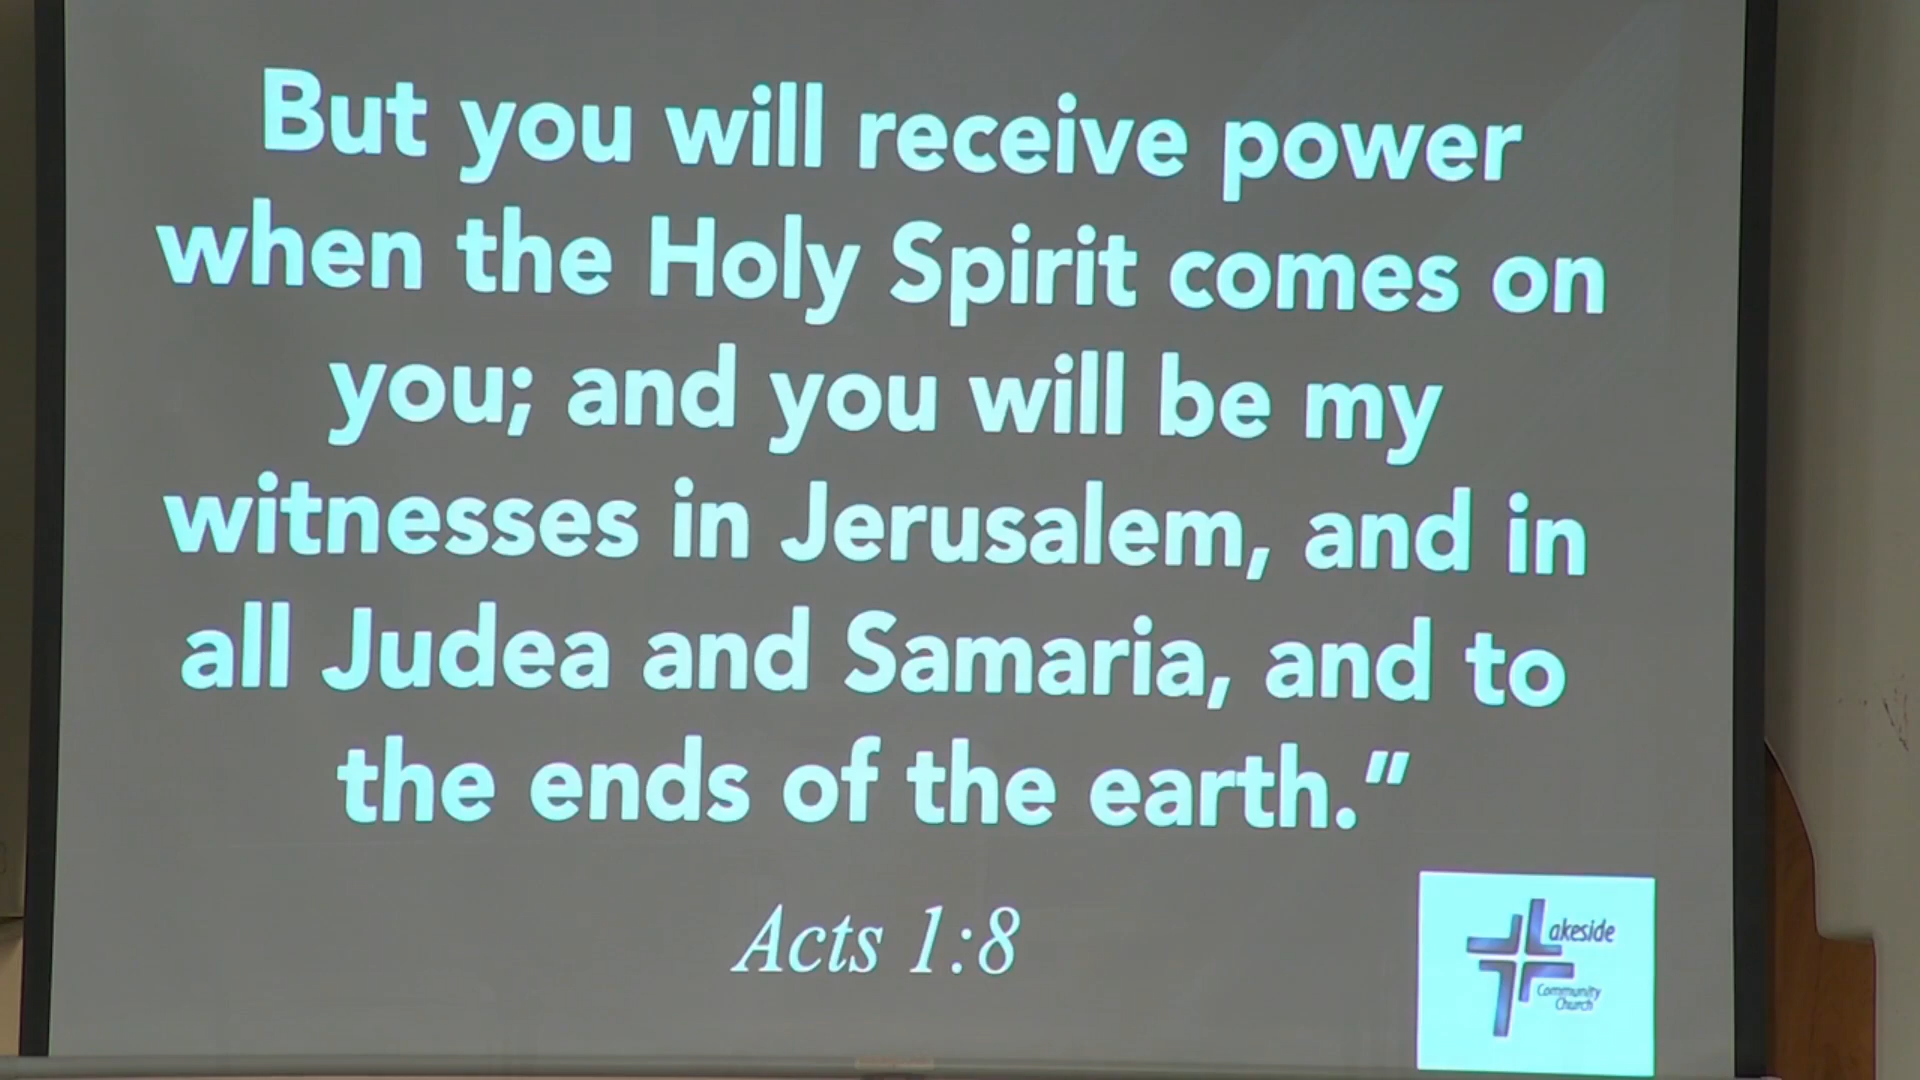 But you will receive power
when the Holy Spirit comes on
you; and you will be my
witnesses in Jerusalem, and in
all Judea and Samaria, and to
the ends of the earth.”
Acts 1:8
Lakeside
Community
Church